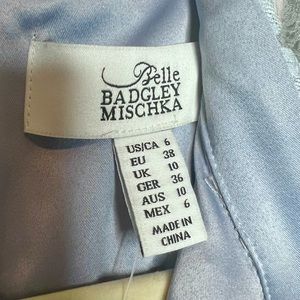 Belle
BADGLEY
MISCHKA
US/CA 6
EU 38
UK 10
GER 36
AUS 10
MEX 6
MADE IN
CHINA